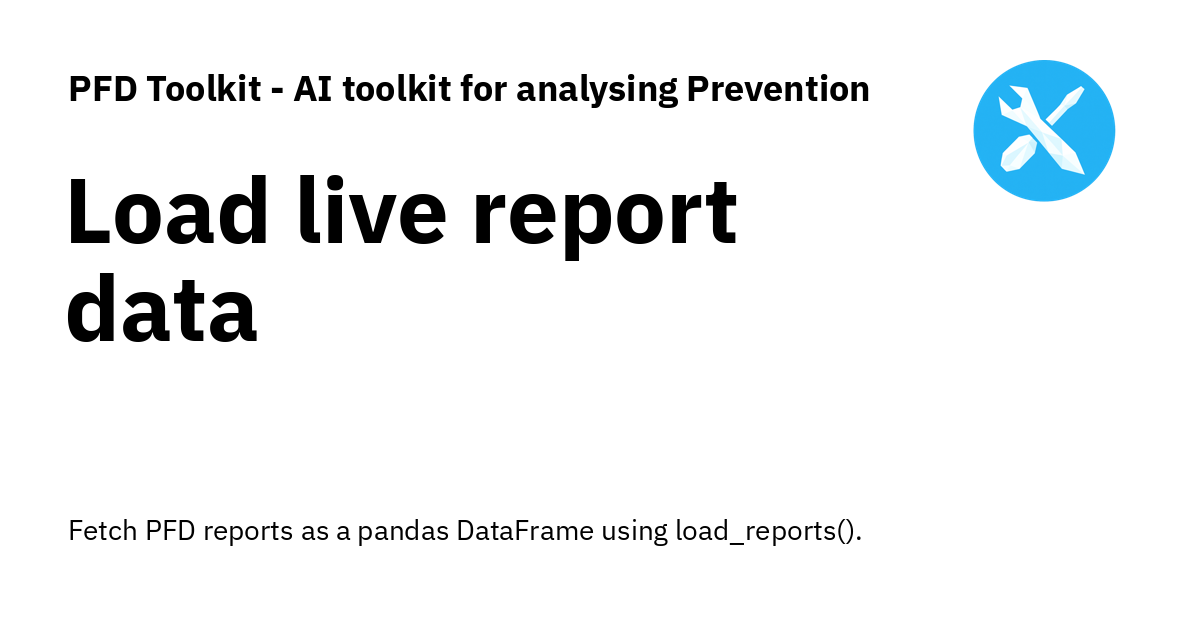 PFD Toolkit - AI toolkit for analysing Prevention
Load live report
data
Fetch PFD reports as a pandas DataFrame using load_reports().